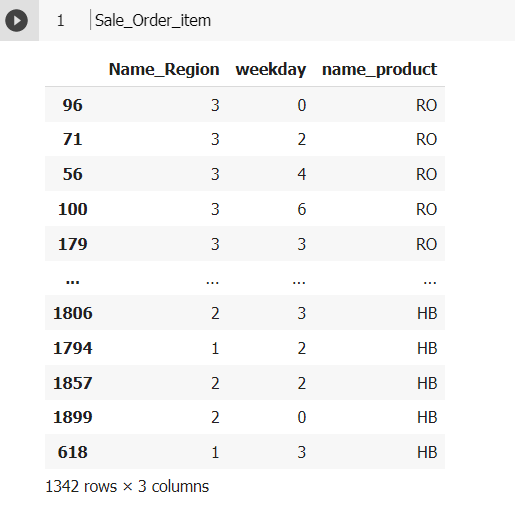 1 Sale_Order_item
Name_Region weekday name_product
96 3 0 RO
71 3 2 RO
56 3 4 RO
100 3 6 RO
179 3 3 RO
... ... ... ...
1806 2 3 HB
1794 1 2 HB
1857 2 2 HB
1899 2 0 HB
618 1 3 HB
1342 rows × 3 columns